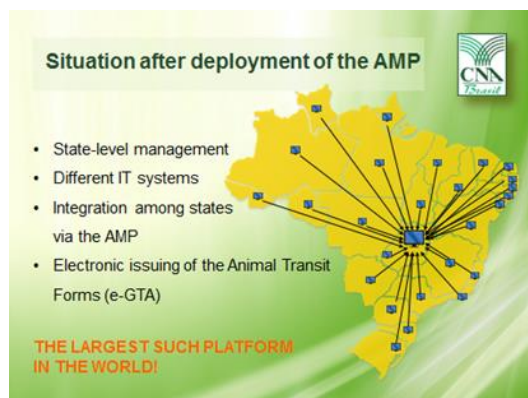 Situation after deployment of the AMP
CNA
Brasil
• State-level management
• Different IT systems
• Integration among states
via the AMP
• Electronic issuing of the Animal Transit
Forms (e-GTA)
THE LARGEST SUCH PLATFORM
IN THE WORLD!